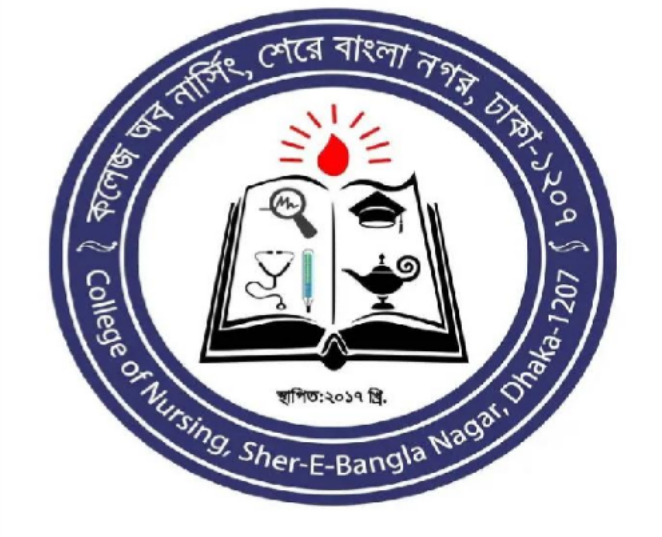 কলেজ অব নার্সিং, শেরে বাংলা নগর, ঢাকা-১২০৭
স্থাপিত:২০১৭ খ্রি.
College of Nursing, Sher-E-Bangla Nagar, Dhaka-1207